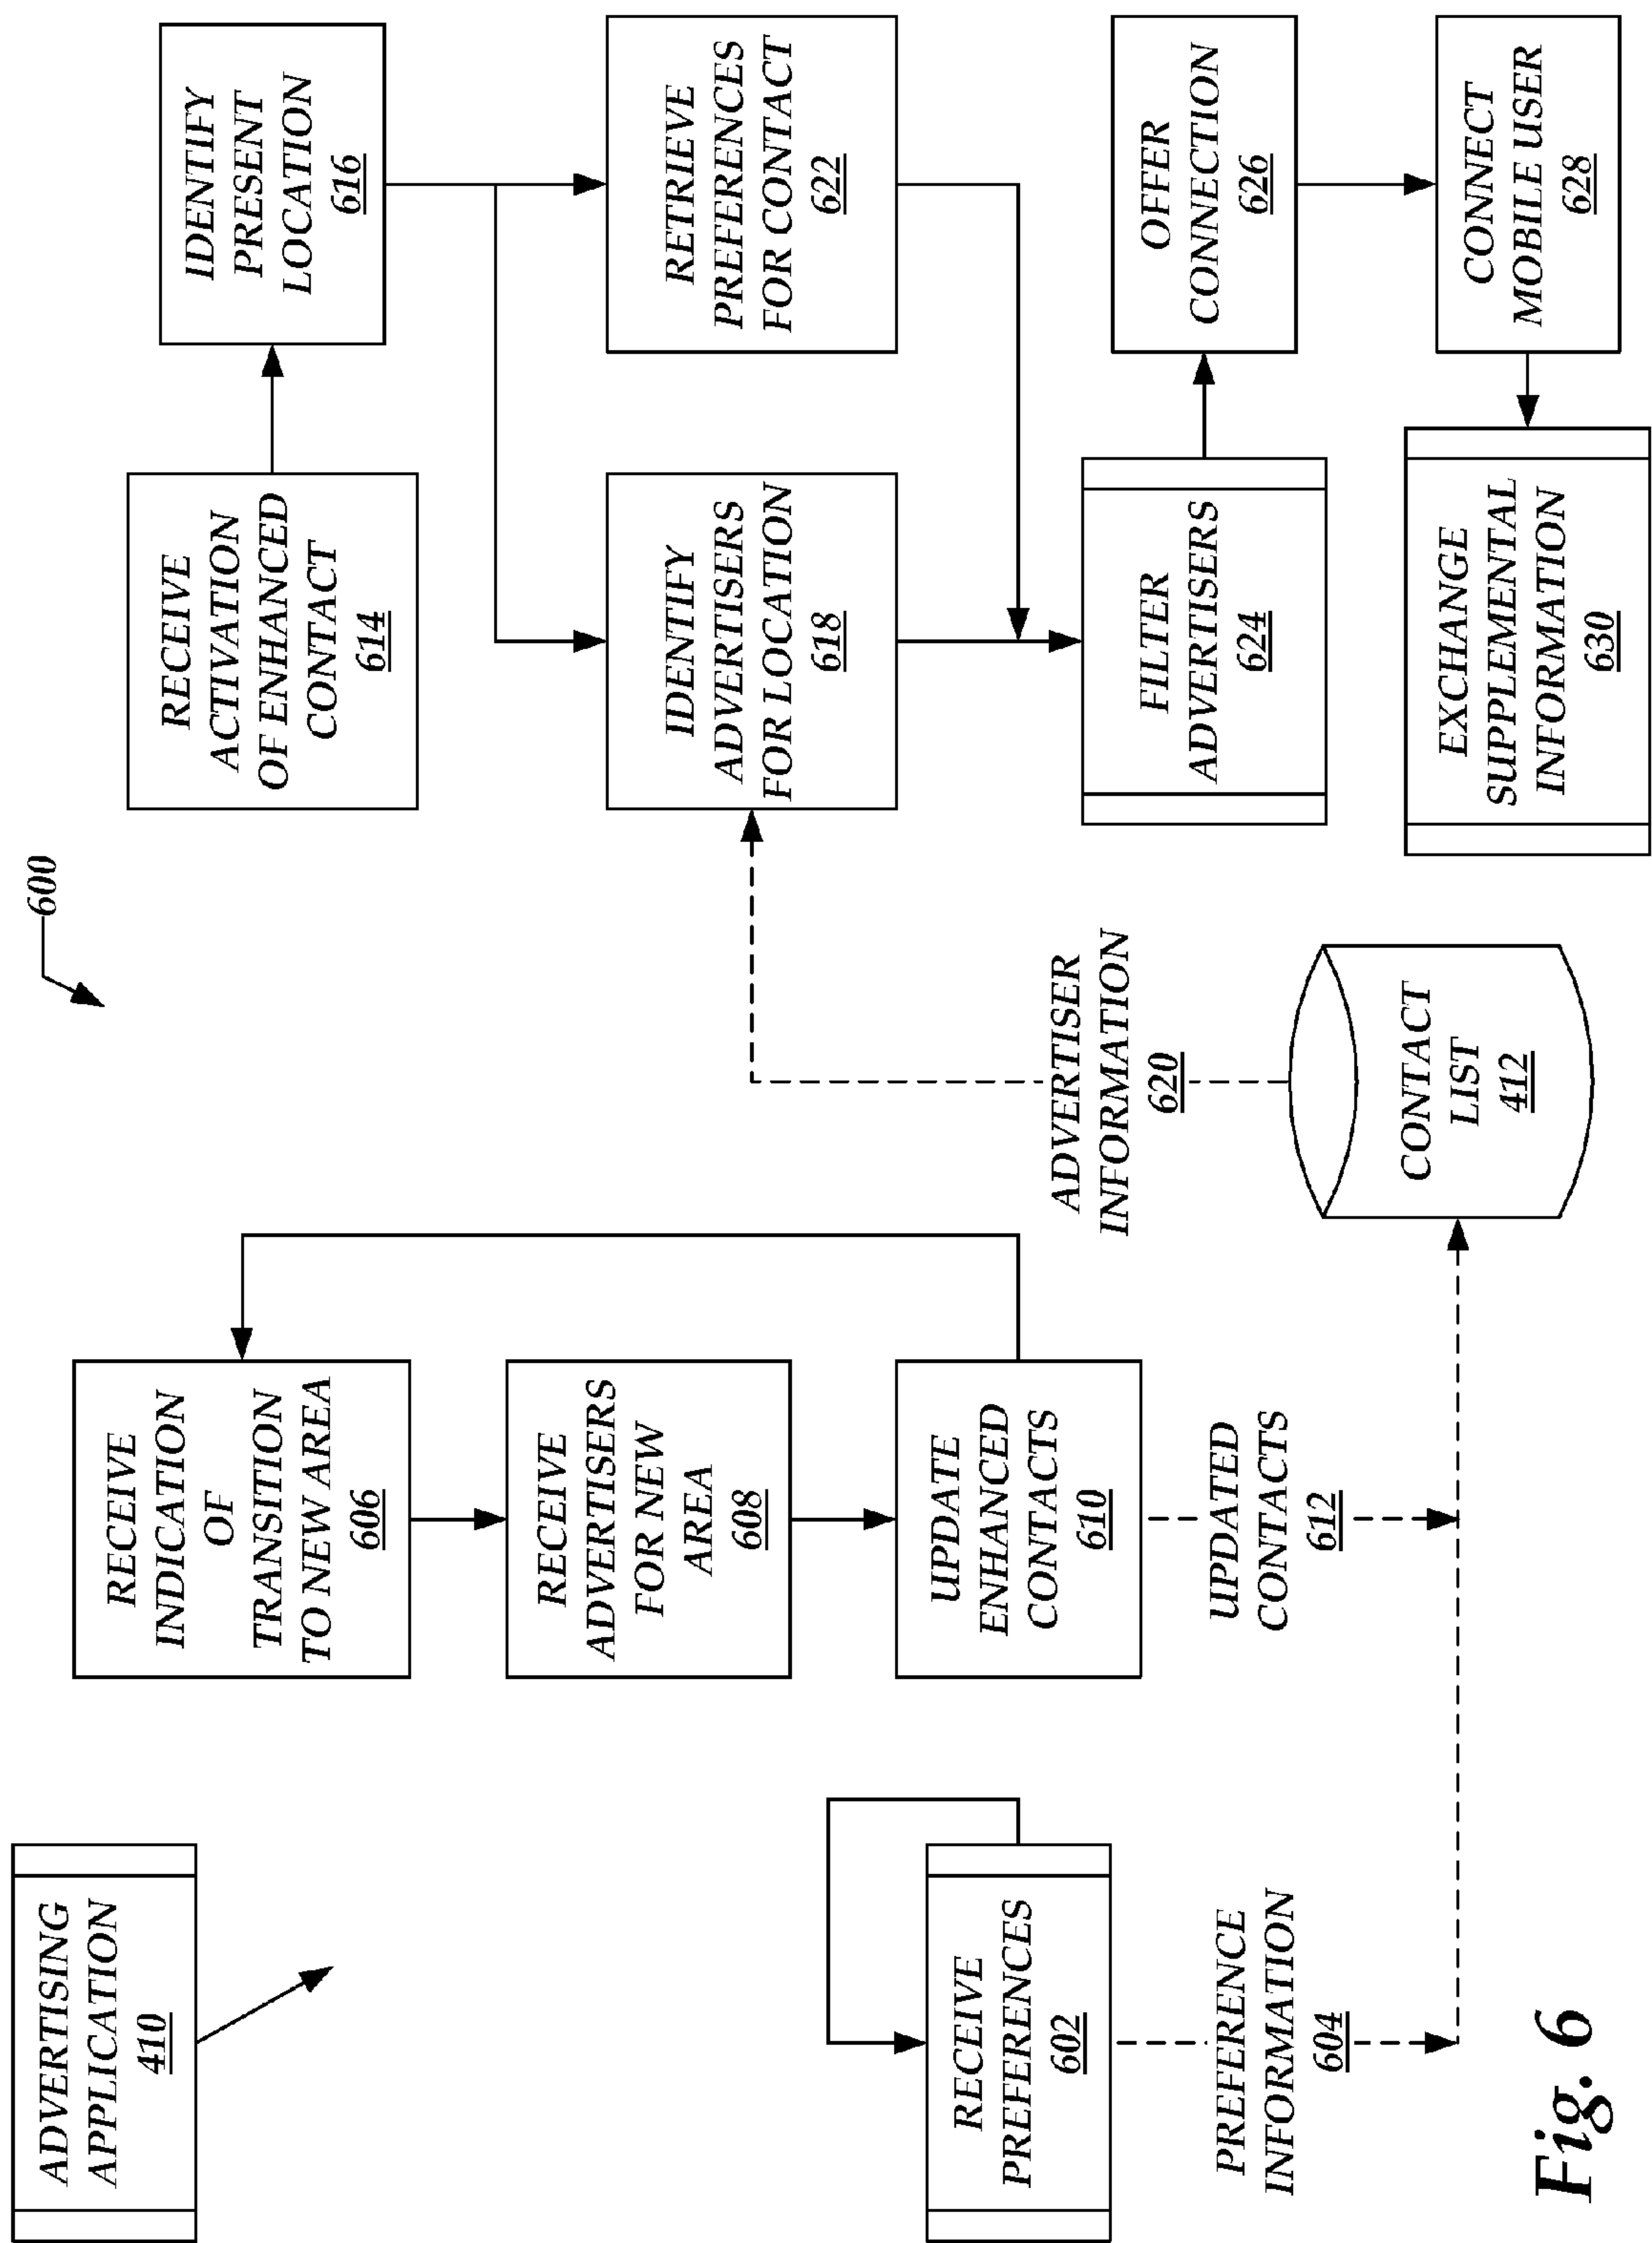 600
ADVERTISING
APPLICATION
410
RECEIVE
PREFERENCES
602
PREFERENCE
INFORMATION
604
RECEIVE
INDICATION
OF
TRANSITION
TO NEW AREA
606
RECEIVE
ADVERTISERS
FOR NEW
AREA
608
UPDATE
ENHANCED
CONTACTS
610
UPDATED
CONTACTS
612
ADVERTISER
INFORMATION
620
CONTACT
LIST
412
RECEIVE
ACTIVATION
OF ENHANCED
CONTACT
614
IDENTIFY
PRESENT
LOCATION
616
IDENTIFY
ADVERTISERS
FOR LOCATION
618
RETRIEVE
PREFERENCES
FOR CONTACT
622
FILTER
ADVERTISERS
624
OFFER
CONNECTION
626
CONNECT
MOBILE USER
628
EXCHANGE
SUPPLEMENTAL
INFORMATION
630
Fig. 6